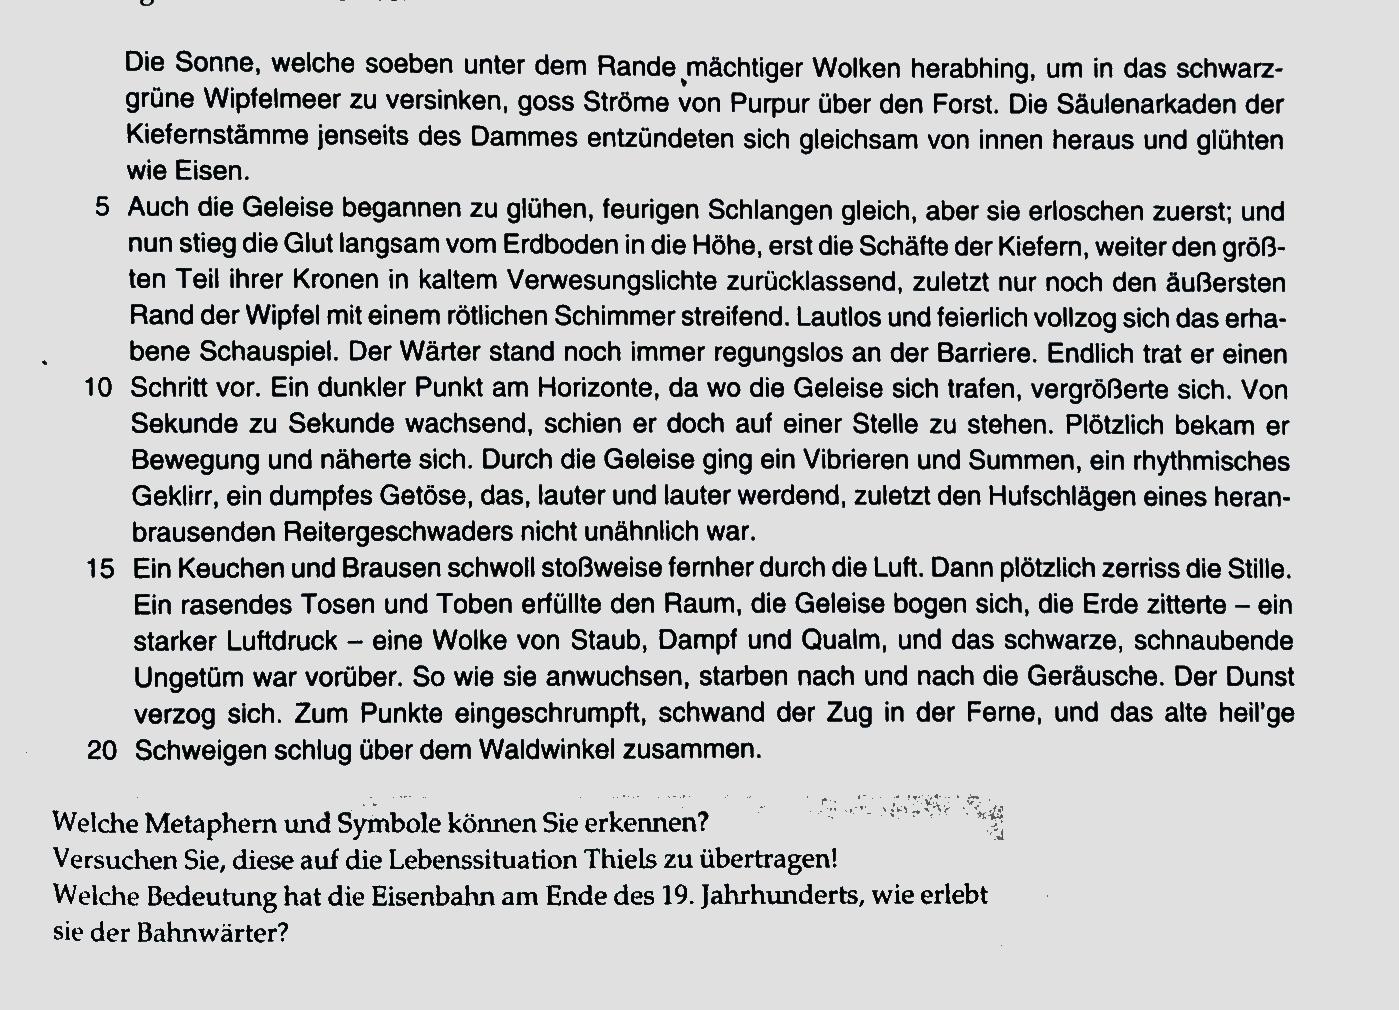 Die Sonne, welche soeben unter dem Rande mächtiger Wolken herabhing, um in das schwarz-
grüne Wipfelmeer zu versinken, goss Ströme von Purpur über den Forst. Die Säulenarkaden der
Kiefernstämme jenseits des Dammes entzündeten sich gleichsam von innen heraus und glühten
wie Eisen.
5 Auch die Geleise begannen zu glühen, feurigen Schlangen gleich, aber sie erloschen zuerst; und
nun stieg die Glut langsam vom Erdboden in die Höhe, erst die Schäfte der Kiefern, weiter den größ-
ten Teil ihrer Kronen in kaltem Verwesungslichte zurücklassend, zuletzt nur noch den äußersten
Rand der Wipfel mit einem rötlichen Schimmer streifend. Lautlos und feierlich vollzog sich das erha-
bene Schauspiel. Der Wärter stand noch immer regungslos an der Barriere. Endlich trat er einen
10 Schritt vor. Ein dunkler Punkt am Horizonte, da wo die Geleise sich trafen, vergrößerte sich. Von
Sekunde zu Sekunde wachsend, schien er doch auf einer Stelle zu stehen. Plötzlich bekam er
Bewegung und näherte sich. Durch die Geleise ging ein Vibrieren und Summen, ein rhythmisches
Geklirr, ein dumpfes Getöse, das, lauter und lauter werdend, zuletzt den Hufschlägen eines heran-
brausenden Reitergeschwaders nicht unähnlich war.
15 Ein Keuchen und Brausen schwoll stoßweise fernher durch die Luft. Dann plötzlich zerriss die Stille.
Ein rasendes Tosen und Toben erfüllte den Raum, die Geleise bogen sich, die Erde zitterte – ein
starker Luftdruck – eine Wolke von Staub, Dampf und Qualm, und das schwarze, schnaubende
Ungetüm war vorüber. So wie sie anwuchsen, starben nach und nach die Geräusche. Der Dunst
verzog sich. Zum Punkte eingeschrumpft, schwand der Zug in der Ferne, und das alte heil'ge
20 Schweigen schlug über dem Waldwinkel zusammen.
Welche Metaphern und Symbole können Sie erkennen?
Versuchen Sie, diese auf die Lebenssituation Thiels zu übertragen!
Welche Bedeutung hat die Eisenbahn am Ende des 19. Jahrhunderts, wie erlebt
sie der Bahnwärter?